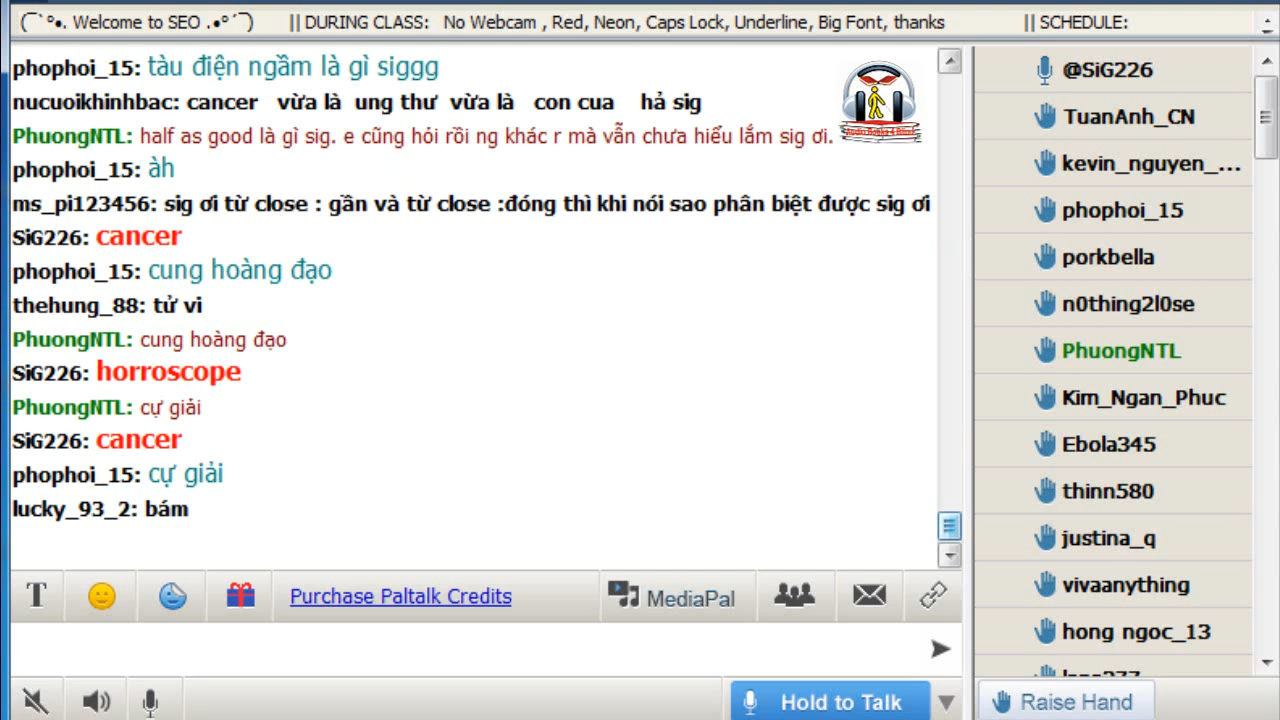 (¯`º•. Welcome to SEO .•º´¯) || DURING CLASS: No Webcam , Red, Neon, Caps Lock, Underline, Big Font, thanks || SCHEDULE:
phophoi_15: tàu điện ngầm là gì siggg
nucuoikhinhbac: cancer vừa là ung thư vừa là con cua hả sig
PhuongNTL: half as good là gì sig. e cũng hỏi rồi ng khác r mà vẫn chưa hiểu lắm sig ơi.
phophoi_15: àh
ms_pi123456: sig ơi từ close : gần và từ close :đóng thì khi nói sao phân biệt được sig ơi
SiG226: cancer
phophoi_15: cung hoàng đạo
thehung_88: tử vi
PhuongNTL: cung hoàng đạo
SiG226: horroscope
PhuongNTL: cự giải
SiG226: cancer
phophoi_15: cự giải
lucky_93_2: bám
T
Purchase Paltalk Credits
MediaPal
Hold to Talk
@SiG226
TuanAnh_CN
kevin_nguyen_...
phophoi_15
porkbella
n0thing2l0se
PhuongNTL
Kim_Ngan_Phuc
Ebola345
thinn580
justina_q
vivaanything
hong ngoc_13
Raise Hand